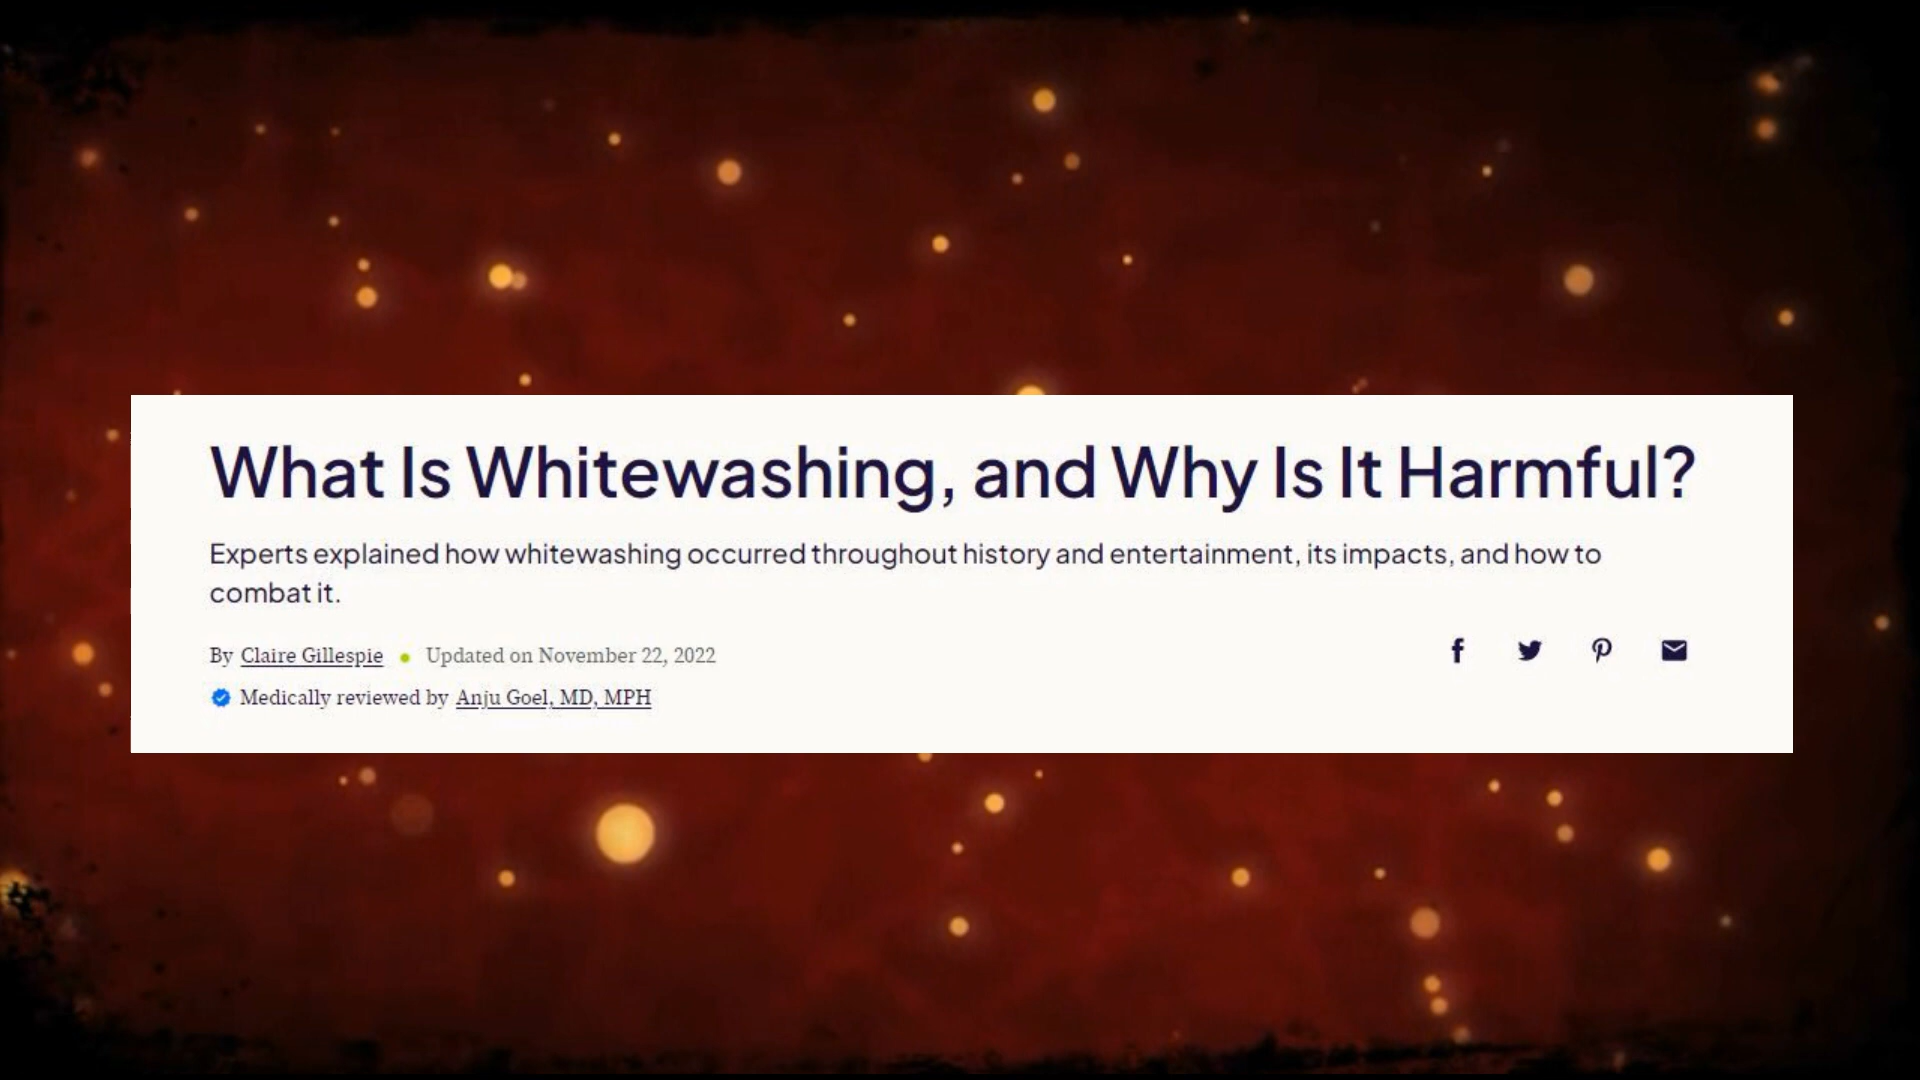 What Is Whitewashing, and Why Is It Harmful?
Experts explained how whitewashing occurred throughout history and entertainment, its impacts, and how to
combat it.
By Claire Gillespie • Updated on November 22, 2022
Medically reviewed by Anju Goel, MD, MPH